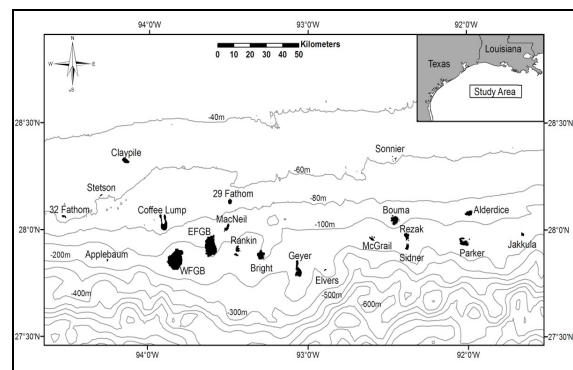 94°0'W 93°0'W 92°0'W
N
W E
S
Kilometers
0 10 20 30 40 50
Texas
Louisiana
Study Area
28°30'N 28°30'N
-40m
Claypile
Sonnier
-60m
Stetson
29 Fathom
-80m
32 Fathom
Coffee Lump
MacNeil
Bouma
Alderdice
28°0'N 28°0'N
-100m
EFGB
Rezak
-200m
Applebaum
Rankin
McGrail
Parker
Jakkula
WFGB
Bright
Geyer
Sidner
Elvers
-400m
-500m
-600m
-300m
27°30'N 27°30'N
94°0'W 93°0'W 92°0'W